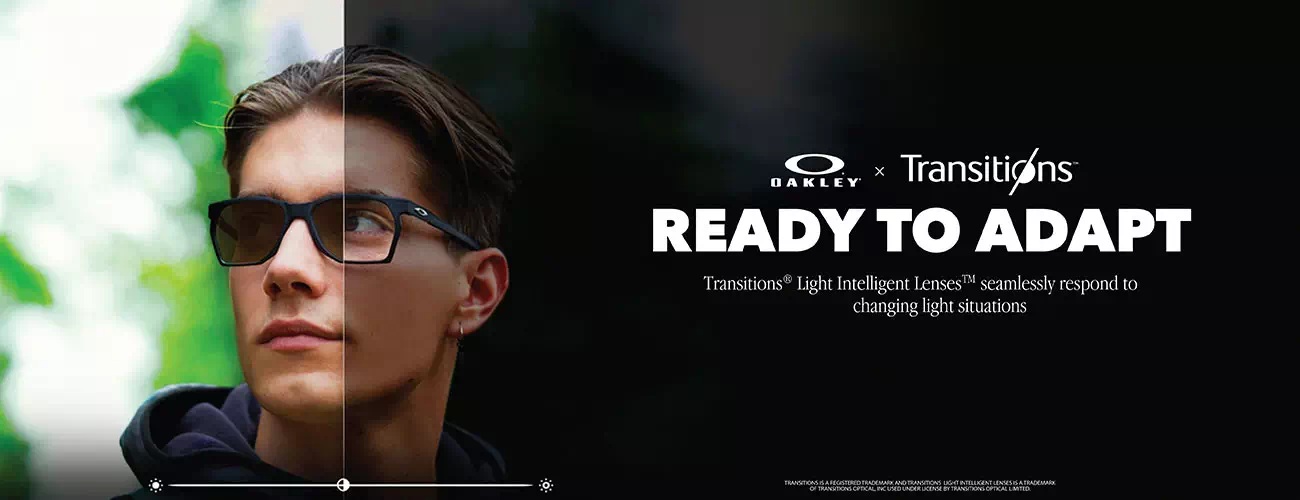 OAKLEY × Transitions™
READY TO ADAPT
Transitions® Light Intelligent Lenses™ seamlessly respond to
changing light situations
TRANSITIONS IS A REGISTERED TRADEMARK AND TRANSITIONS LIGHT INTELLIGENT LENSES IS A TRADEMARK
OF TRANSITIONS OPTICAL, INC USED UNDER LICENSE BY TRANSITIONS OPTICAL LIMITED.